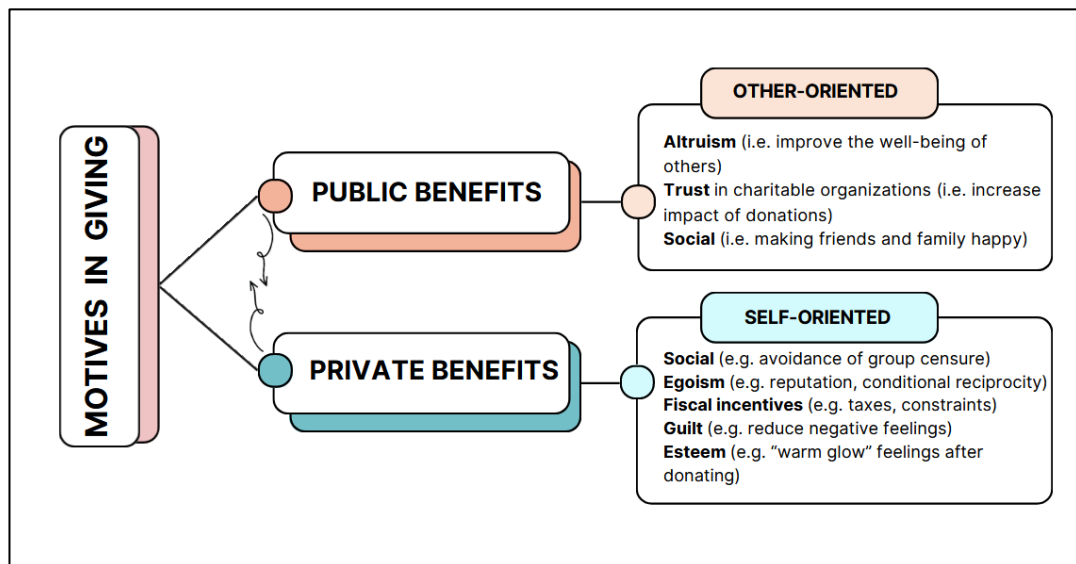 MOTIVES IN GIVING
PUBLIC BENEFITS
OTHER-ORIENTED
Altruism (i.e. improve the well-being of
others)
Trust in charitable organizations (i.e. increase
impact of donations)
Social (i.e. making friends and family happy)
PRIVATE BENEFITS
SELF-ORIENTED
Social (e.g. avoidance of group censure)
Egoism (e.g. reputation, conditional reciprocity)
Fiscal incentives (e.g. taxes, constraints)
Guilt (e.g. reduce negative feelings)
Esteem (e.g. “warm glow” feelings after
donating)